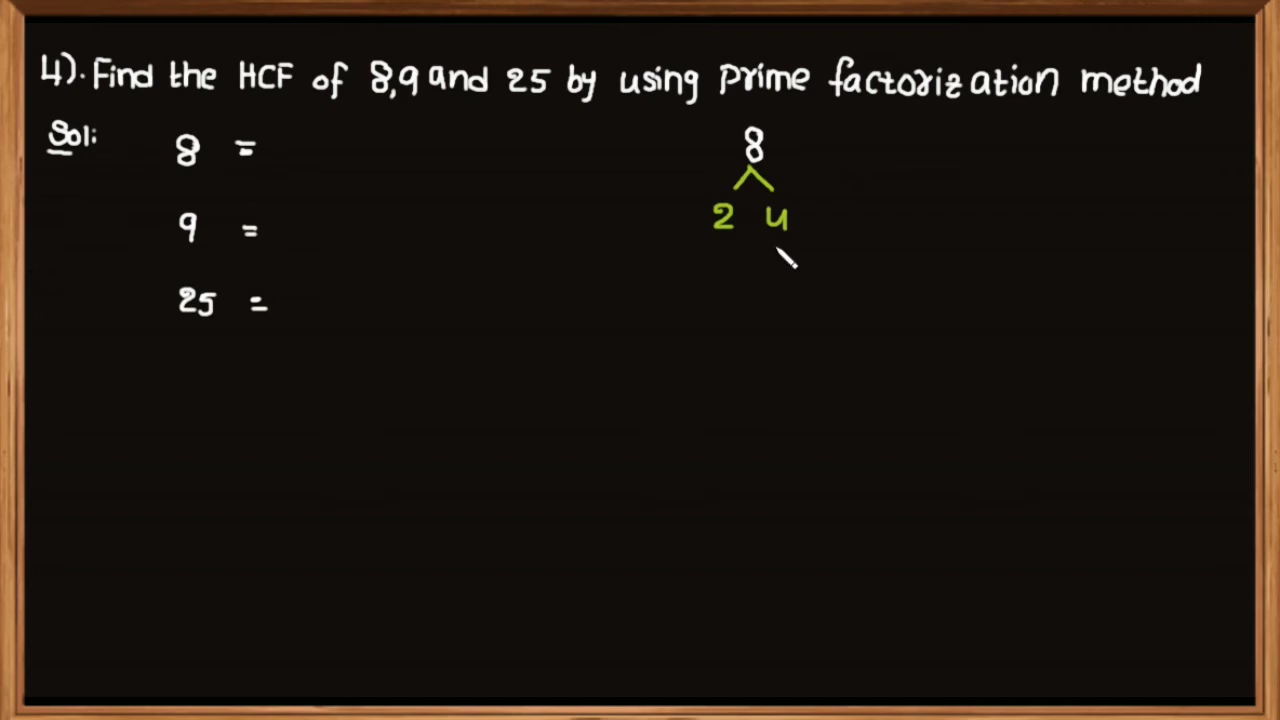 4). Find the HCF of 8,9 and 25 by using prime factorization method
Sol:
8 =
9 =
25 =
8
2 4